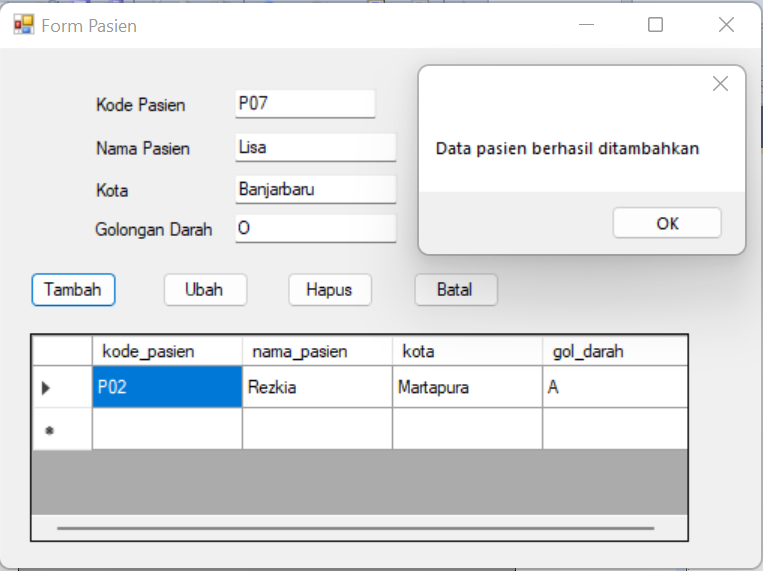 Form Pasien
Kode Pasien P07
Nama Pasien Lisa
Kota Banjarbaru
Golongan Darah O
Data pasien berhasil ditambahkan
OK
Tambah Ubah Hapus Batal
kode_pasien nama_pasien kota gol_darah
P02 Rezkia Martapura A